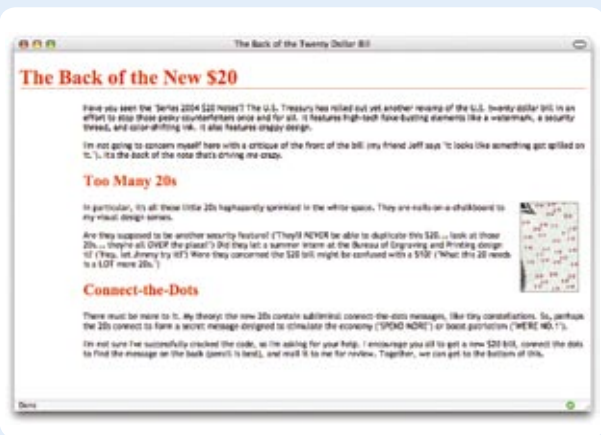 The Back of the Twenty Dollar Bill
The Back of the New $20
Have you seen the "Series 2004 $20 Notes"? The U.S. Treasury has rolled out yet another revamp of the U.S. twenty dollar bill in an
effort to stop those pesky counterfeiters once and for all. It features high-tech fake-busting elements like a watermark, a security
thread, and color-shifting ink. It also features crappy design.
I'm not going to concern myself here with a critique of the front of the bill (my friend Jeff says "it looks like something got spilled on
it."). Its the back of the note that's driving me crazy.
Too Many 20s
In particular, it's all those little 20s haphazardly sprinkled in the white-space. They are nails-on-a-chalkboard to
my visual design senses.
Are they supposed to be another security feature? ("They'll NEVER be able to duplicate this $20... look at those
20s... they're all OVER the place!") Did they let a summer intern at the Bureau of Engraving and Printing design
it? ("Hey, let Jimmy try it!") Were they concerned the $20 bill might be confused with a $10? ("What this 20 needs
is a LOT more 20s.")
Connect-the-Dots
There must be more to it. My theory: the new 20s contain subliminal connect-the-dots messages, like tiny constellations. So, perhaps
the 20s connect to form a secret message designed to stimulate the economy ("SPEND MORE") or boost patriotism ("WERE NO.1").
I'm not sure I've successfully cracked the code, so I'm asking for your help. I encourage you all to get a new $20 bill, connect the dots
to find the message on the back (pencil is best), and mail it to me for review. Together, we can get to the bottom of this.
Done